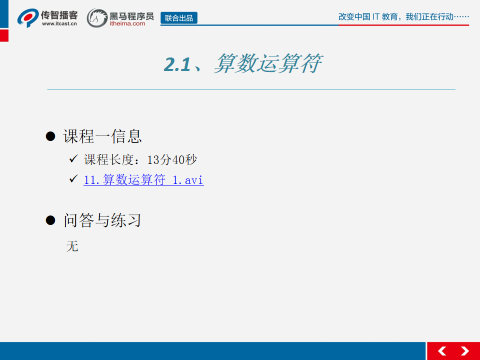 传智播客
www.itcast.cn
黑马程序员
itheima.com
联合出品
改变中国 IT 教育，我们正在行动……
2.1、算数运算符
课程一信息
课程长度：13分40秒
11.算数运算符 1.avi
问答与练习
无